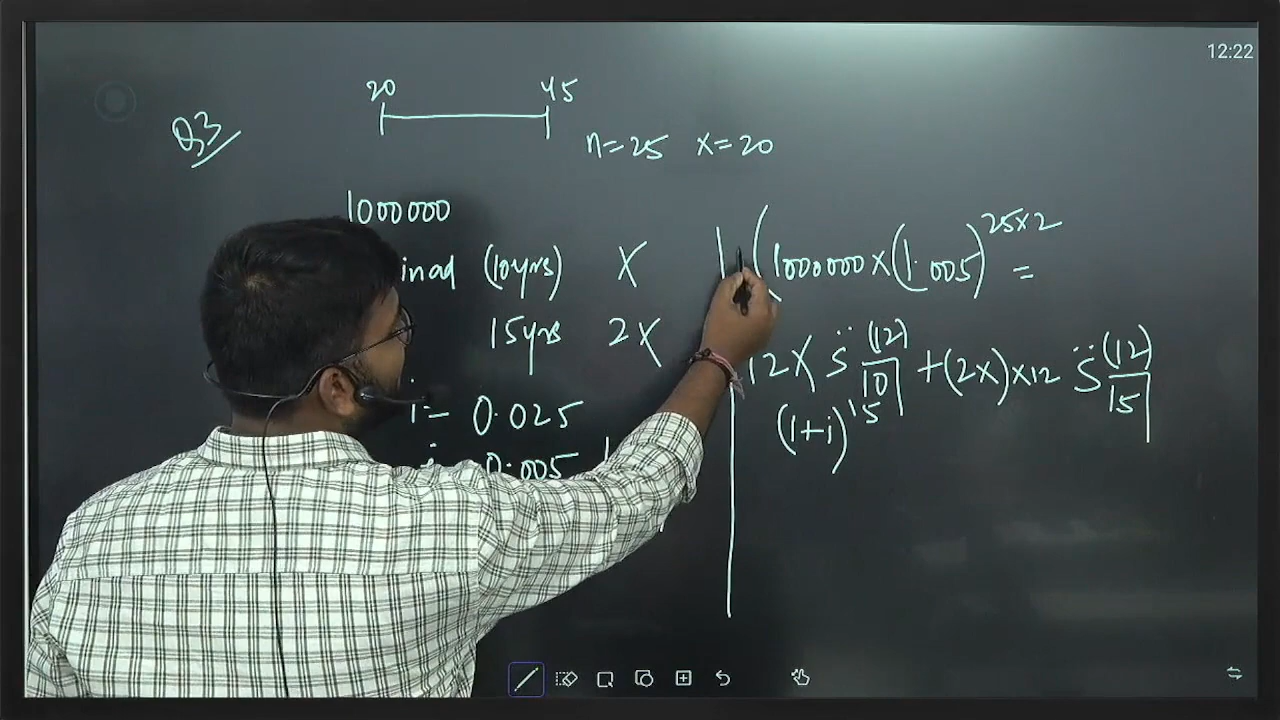 12:22
20 45
Q3
n=25 x=20
1000000
(10yrs) X
(1000000×(1.005)^25×2 =
15yrs 2X
12X s̈ (12) 10| + (2X)×12 s̈ (12) 15|
(1+i)^15
i = 0.025
0.005